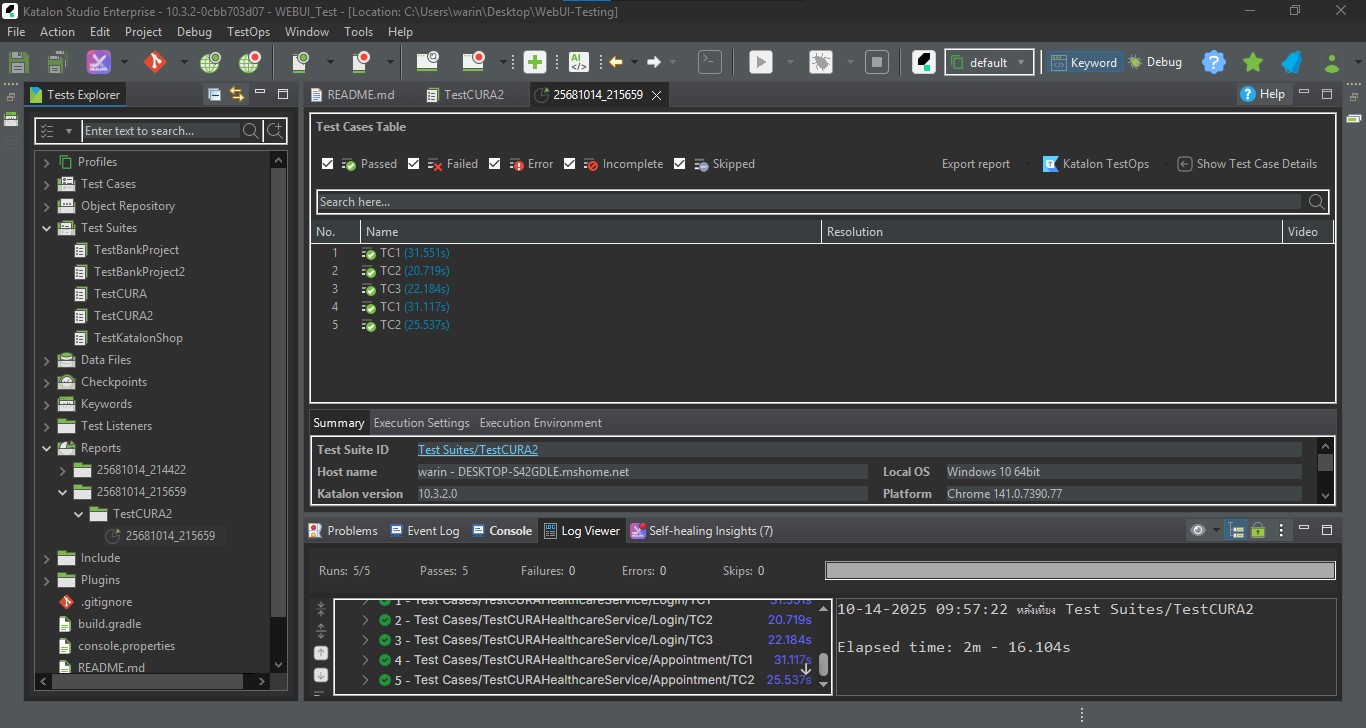 Katalon Studio Enterprise - 10.3.2-0cbb703d07 - WEBUI_Test - [Location: C:\Users\warin\Desktop\WebUI-Testing]
File Action Edit Project Debug TestOps Window Tools Help
default Keyword Debug
Tests Explorer
Enter text to search...
Profiles
Test Cases
Object Repository
Test Suites
TestBankProject
TestBankProject2
TestCURA
TestCURA2
TestKatalonShop
Data Files
Checkpoints
Keywords
Test Listeners
Reports
25681014_214422
25681014_215659
TestCURA2
25681014_215659
Include
Plugins
.gitignore
build.gradle
console.properties
README.md
README.md TestCURA2 25681014_215659 Help
Test Cases Table
Passed Failed Error Incomplete Skipped Export report Katalon TestOps Show Test Case Details
Search here...
No. Name Resolution Video
1 TC1 (31.551s)
2 TC2 (20.719s)
3 TC3 (22.184s)
4 TC1 (31.117s)
5 TC2 (25.537s)
Summary Execution Settings Execution Environment
Test Suite ID Test Suites/TestCURA2
Host name warin - DESKTOP-S42GDLE.mshome.net Local OS Windows 10 64bit
Katalon version 10.3.2.0 Platform Chrome 141.0.7390.77
Problems Event Log Console Log Viewer Self-healing Insights (7)
Runs: 5/5 Passes: 5 Failures: 0 Errors: 0 Skips: 0
1 - Test Cases/TestCURAHealthcareService/Login/TC1 31.551s
2 - Test Cases/TestCURAHealthcareService/Login/TC2 20.719s
3 - Test Cases/TestCURAHealthcareService/Login/TC3 22.184s
4 - Test Cases/TestCURAHealthcareService/Appointment/TC1 31.117s
5 - Test Cases/TestCURAHealthcareService/Appointment/TC2 25.537s
10-14-2025 09:57:22 หลังเที่ยง Test Suites/TestCURA2
Elapsed time: 2m - 16.104s